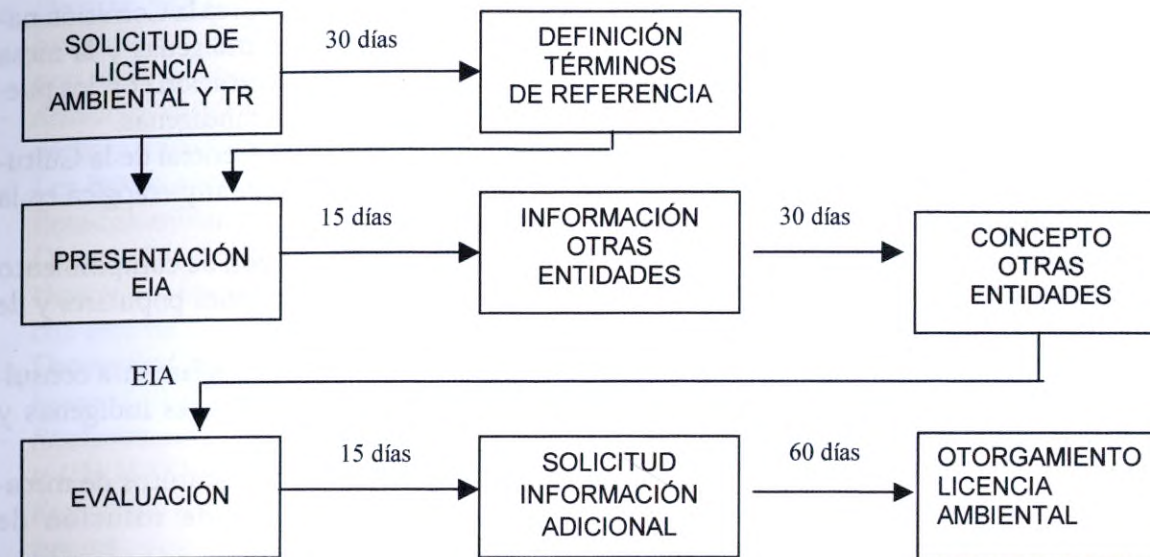 SOLICITUD DE
LICENCIA
AMBIENTAL Y TR
30 días
DEFINICIÓN
TÉRMINOS
DE REFERENCIA
PRESENTACIÓN
EIA
15 días
INFORMACIÓN
OTRAS
ENTIDADES
30 días
CONCEPTO
OTRAS
ENTIDADES
EIA
EVALUACIÓN
15 días
SOLICITUD
INFORMACIÓN
ADICIONAL
60 días
OTORGAMIENTO
LICENCIA
AMBIENTAL